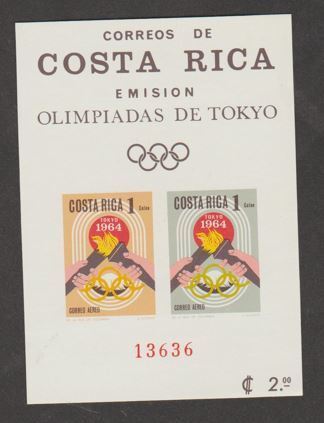 CORREOS DE
COSTA RICA
EMISION
OLIMPIADAS DE TOKYO
COSTA RICA 1
Colon
TOKYO
1964
CORREO AEREO
COSTA RICA 1
Colon
TOKYO
1964
CORREO AEREO
13636
₡ 2.00